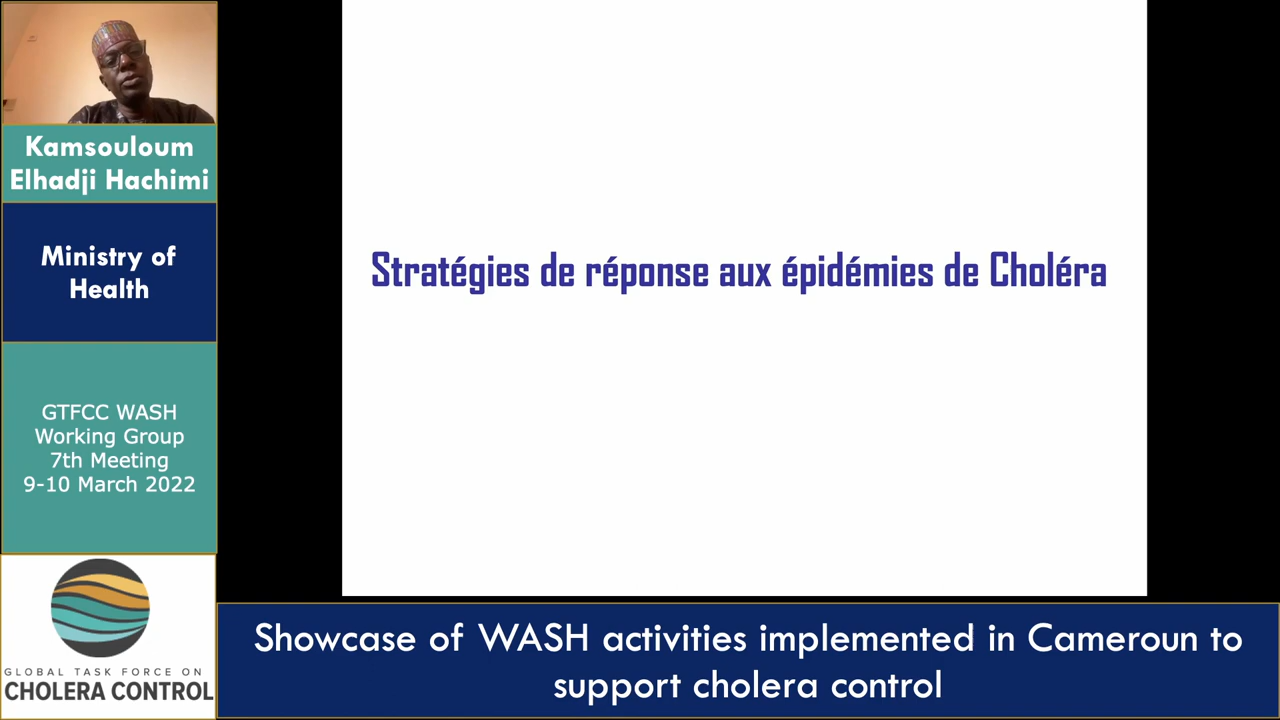 Kamsouloum
Elhadji Hachimi
Ministry of
Health
GTFCC WASH
Working Group
7th Meeting
9-10 March 2022
GLOBAL TASK FORCE ON
CHOLERA CONTROL
Stratégies de réponse aux épidémies de Choléra
Showcase of WASH activities implemented in Cameroun to
support cholera control